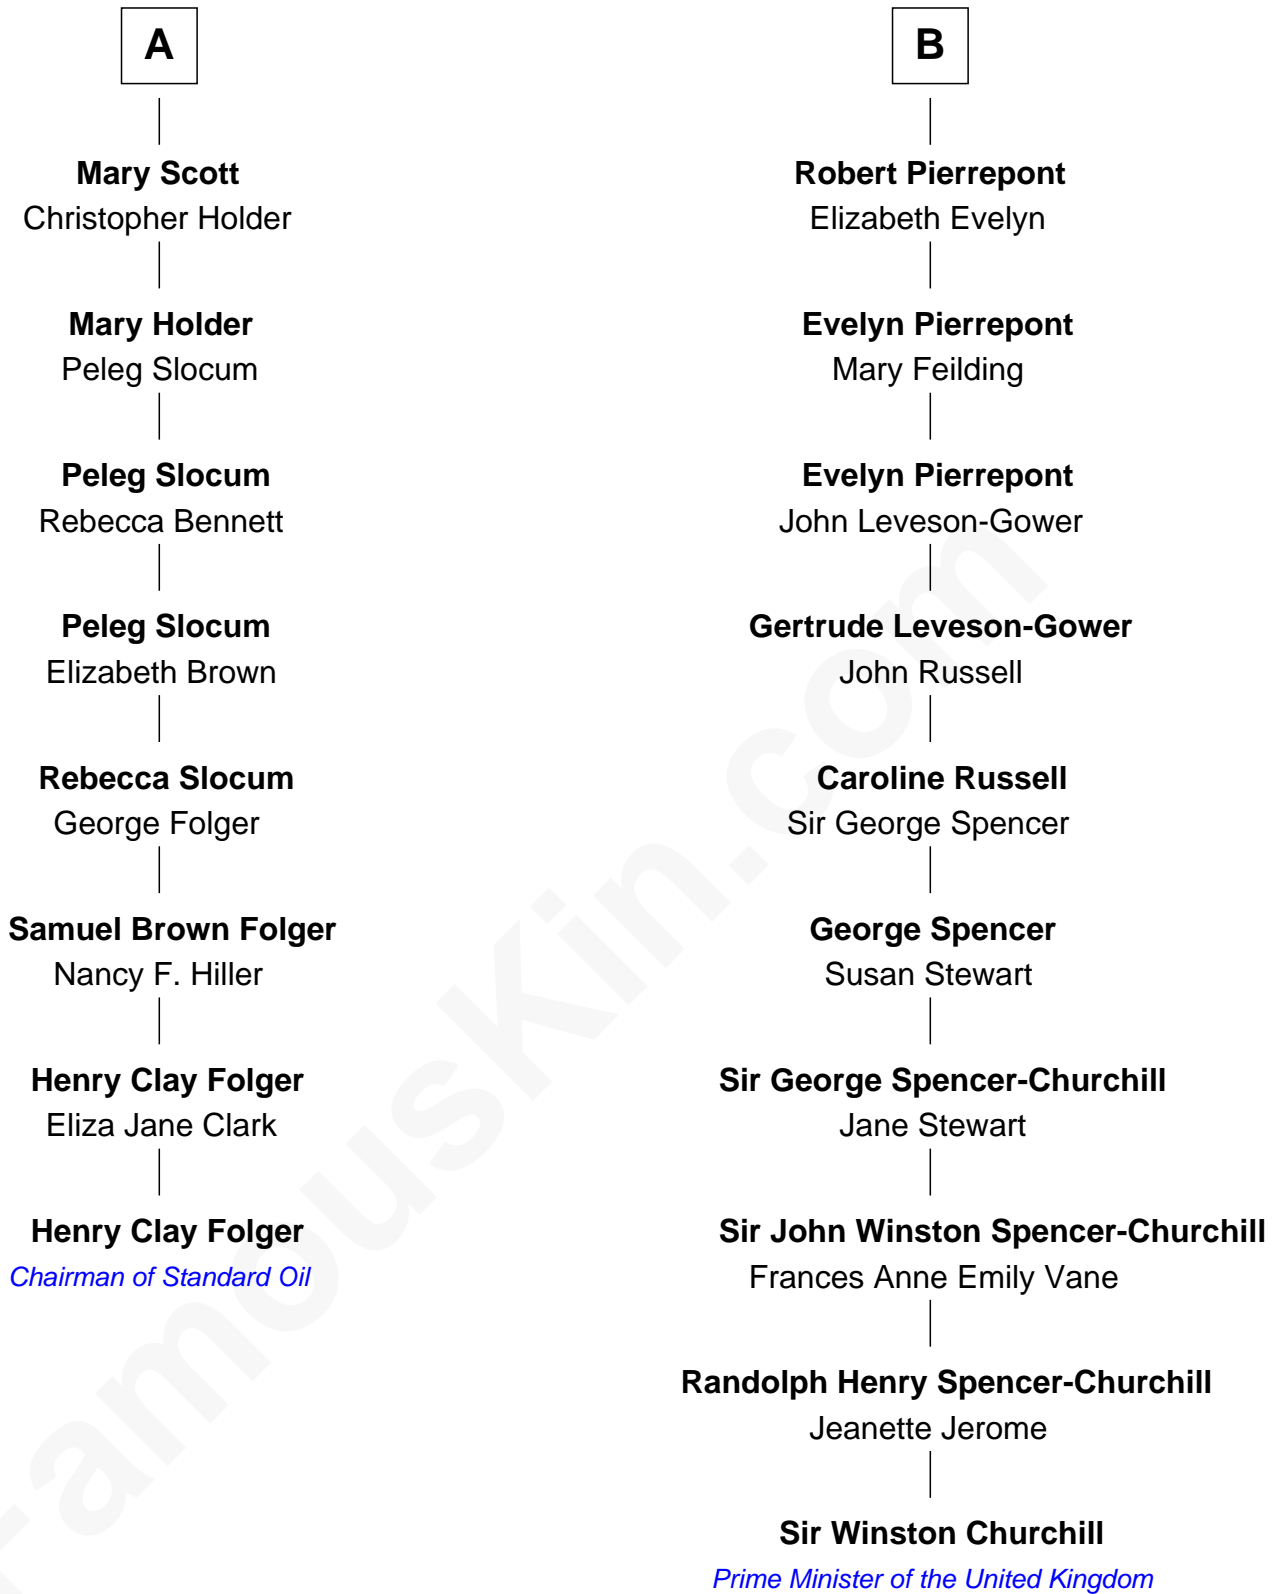 A
Mary Scott
Christopher Holder
Mary Holder
Peleg Slocum
Peleg Slocum
Rebecca Bennett
Peleg Slocum
Elizabeth Brown
Rebecca Slocum
George Folger
Samuel Brown Folger
Nancy F. Hiller
Henry Clay Folger
Eliza Jane Clark
Henry Clay Folger
Chairman of Standard Oil
B
Robert Pierrepont
Elizabeth Evelyn
Evelyn Pierrepont
Mary Feilding
Evelyn Pierrepont
John Leveson-Gower
Gertrude Leveson-Gower
John Russell
Caroline Russell
Sir George Spencer
George Spencer
Susan Stewart
Sir George Spencer-Churchill
Jane Stewart
Sir John Winston Spencer-Churchill
Frances Anne Emily Vane
Randolph Henry Spencer-Churchill
Jeanette Jerome
Sir Winston Churchill
Prime Minister of the United Kingdom
FamousKin.com